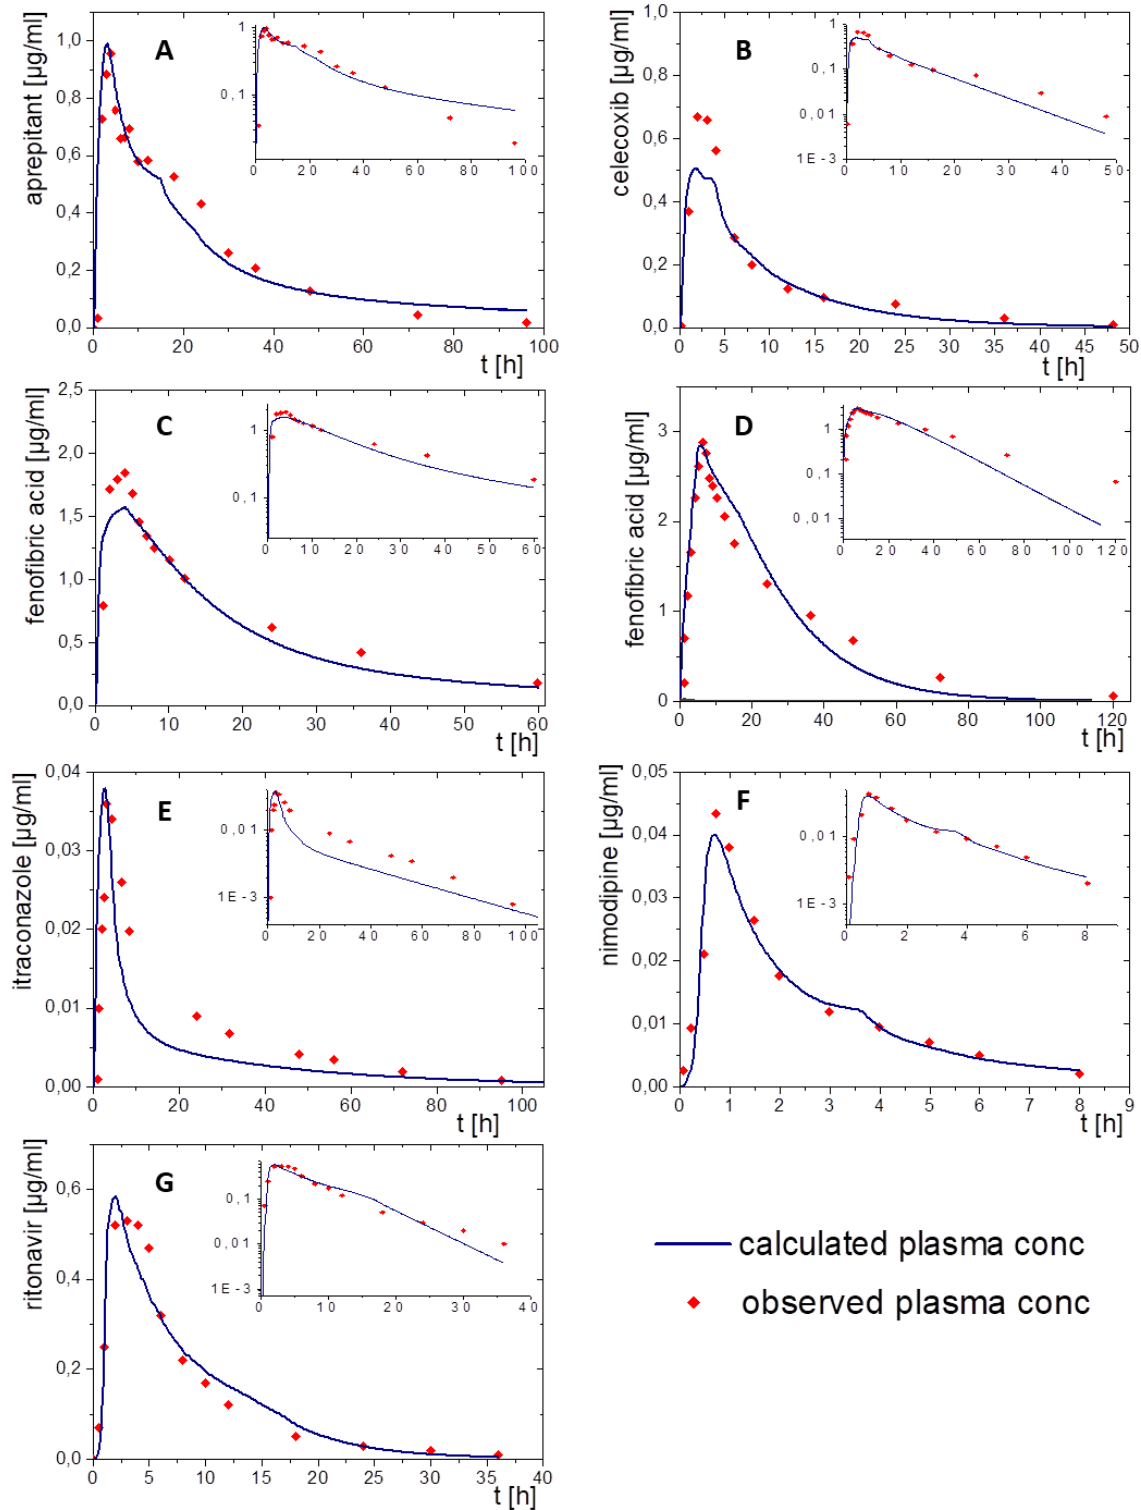 A
aprepitant [µg/ml]
1,0
0,8
0,6
0,4
0,2
0,0
0 20 40 60 80 100
t [h]
1
0,1
0 20 40 60 80 100
B
celecoxib [µg/ml]
1,0
0,8
0,6
0,4
0,2
0,0
0 5 10 15 20 25 30 35 40 45 50
t [h]
1
0,1
0,01
1E-3
0 10 20 30 40 50
C
fenofibric acid [µg/ml]
2,5
2,0
1,5
1,0
0,5
0,0
0 10 20 30 40 50 60
t [h]
1
0,1
0 10 20 30 40 50 60
D
fenofibric acid [µg/ml]
3
2
1
0
0 20 40 60 80 100 120
t [h]
1
0,1
0,01
0 20 40 60 80 100 120
E
itraconazole [µg/ml]
0,04
0,03
0,02
0,01
0,00
0 20 40 60 80 100
t [h]
0,01
1E-3
0 20 40 60 80 100
F
nimodipine [µg/ml]
0,05
0,04
0,03
0,02
0,01
0,00
0 1 2 3 4 5 6 7 8 9
t [h]
0,01
1E-3
0 2 4 6 8
G
ritonavir [µg/ml]
0,6
0,4
0,2
0,0
0 5 10 15 20 25 30 35 40
t [h]
0,1
0,01
1E-3
0 10 20 30 40
calculated plasma conc
observed plasma conc